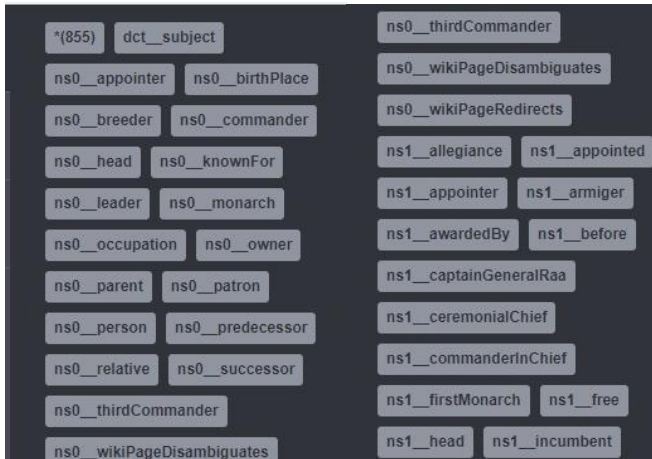 *(855) dct__subject
ns0__appointer ns0__birthPlace
ns0__breeder ns0__commander
ns0__head ns0__knownFor
ns0__leader ns0__monarch
ns0__occupation ns0__owner
ns0__parent ns0__patron
ns0__person ns0__predecessor
ns0__relative ns0__successor
ns0__thirdCommander
ns0__wikiPageDisambiguates
ns0__thirdCommander
ns0__wikiPageDisambiguates
ns0__wikiPageRedirects
ns1__allegiance ns1__appointed
ns1__appointer ns1__armiger
ns1__awardedBy ns1__before
ns1__captainGeneralRaa
ns1__ceremonialChief
ns1__commanderInChief
ns1__firstMonarch ns1__free
ns1__head ns1__incumbent